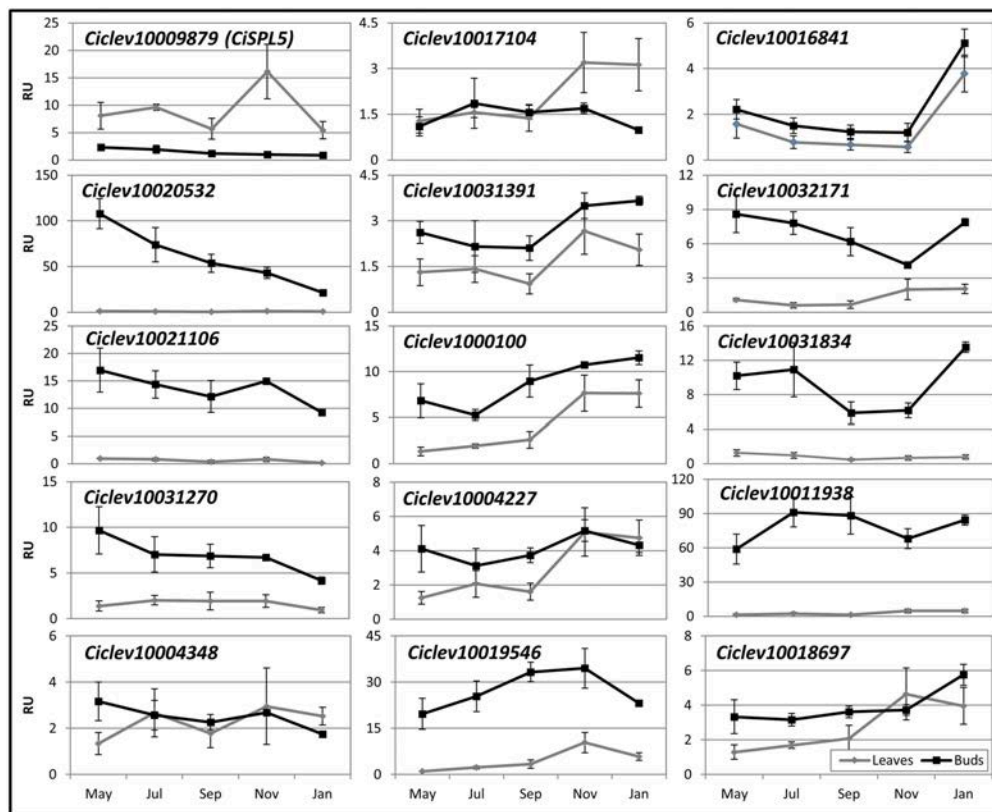 Ciclev10009879 (CiSPL5)
Ciclev10017104
Ciclev10016841
RU
25
20
15
10
5
0
4.5
3
1.5
0
6
4
2
0
Ciclev10020532
Ciclev10031391
Ciclev10032171
RU
150
100
50
0
4.5
3
1.5
0
12
9
6
3
0
Ciclev10021106
Ciclev1000100
Ciclev10031834
RU
25
20
15
10
5
0
15
10
5
0
16
12
8
4
0
Ciclev10031270
Ciclev10004227
Ciclev10011938
RU
15
10
5
0
8
6
4
2
0
120
90
60
30
0
Ciclev10004348
Ciclev10019546
Ciclev10018697
RU
6
4
2
0
45
30
15
0
8
6
4
2
0
Leaves Buds
May Jul Sep Nov Jan
May Jul Sep Nov Jan
May Jul Sep Nov Jan